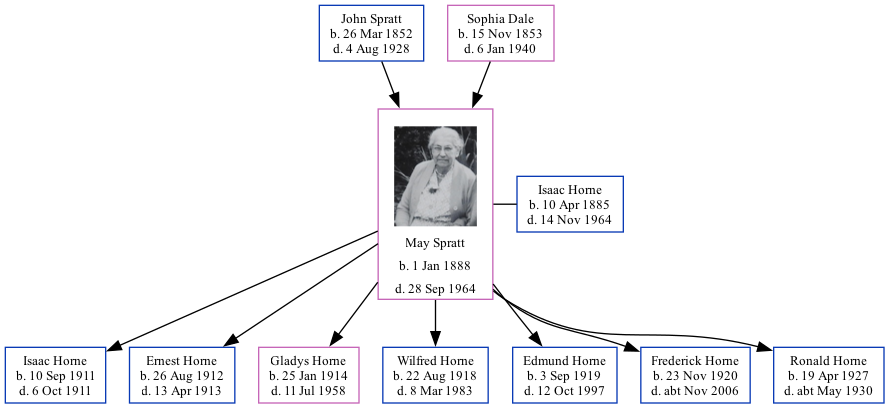 John Spratt
b. 26 Mar 1852
d. 4 Aug 1928
Sophia Dale
b. 15 Nov 1853
d. 6 Jan 1940
May Spratt
b. 1 Jan 1888
d. 28 Sep 1964
Isaac Horne
b. 10 Apr 1885
d. 14 Nov 1964
Isaac Horne
b. 10 Sep 1911
d. 6 Oct 1911
Ernest Horne
b. 26 Aug 1912
d. 13 Apr 1913
Gladys Horne
b. 25 Jan 1914
d. 11 Jul 1958
Wilfred Horne
b. 22 Aug 1918
d. 8 Mar 1983
Edmund Horne
b. 3 Sep 1919
d. 12 Oct 1997
Frederick Horne
b. 23 Nov 1920
d. abt Nov 2006
Ronald Horne
b. 19 Apr 1927
d. abt May 1930